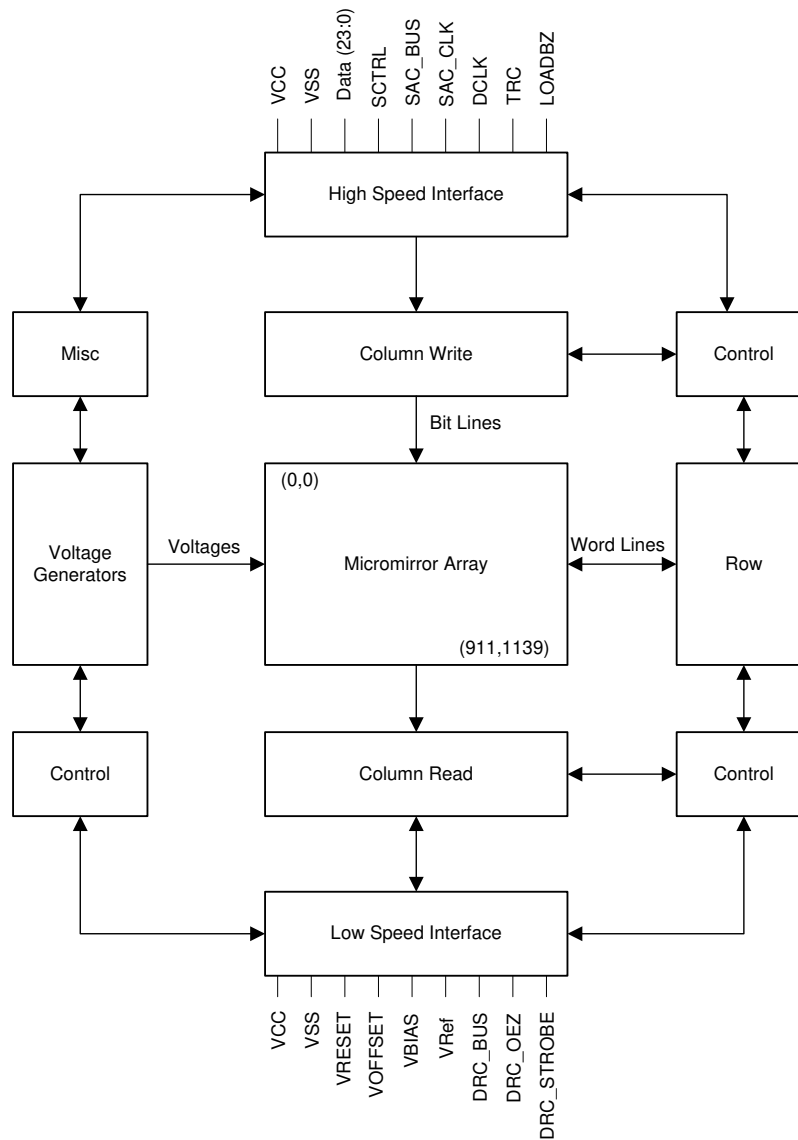 VCC
VSS
Data (23:0)
SCTRL
SAC_BUS
SAC_CLK
DCLK
TRC
LOADBZ
High Speed Interface
Misc
Column Write
Control
Bit Lines
(0,0)
Voltage
Generators
Voltages
Micromirror Array
Word Lines
Row
(911,1139)
Control
Column Read
Control
Low Speed Interface
VCC
VSS
VRESET
VOFFSET
VBIAS
VRef
DRC_BUS
DRC_OEZ
DRC_STROBE